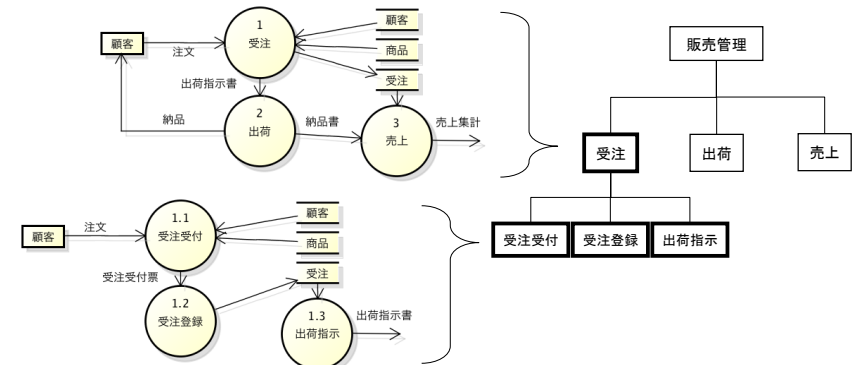 顧客
注文
1
受注
顧客
商品
受注
出荷指示書
2
出荷
納品
納品書
3
売上
売上集計
顧客
注文
1.1
受注受付
顧客
商品
受注
受注受付票
1.2
受注登録
1.3
出荷指示
出荷指示書
販売管理
受注
出荷
売上
受注受付
受注登録
出荷指示